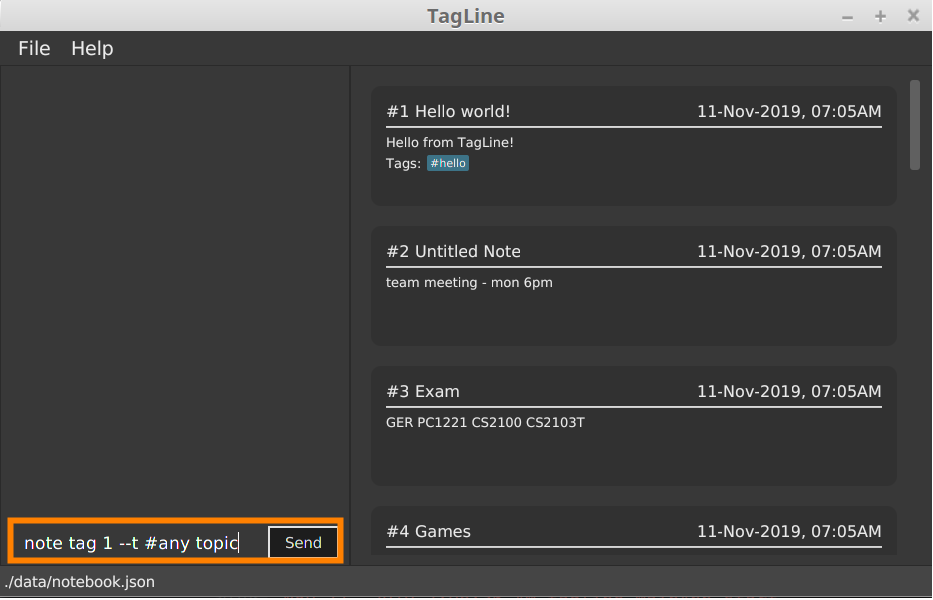 TagLine
File Help
#1 Hello world! 11-Nov-2019, 07:05AM
Hello from TagLine!
Tags: #hello
#2 Untitled Note 11-Nov-2019, 07:05AM
team meeting - mon 6pm
#3 Exam 11-Nov-2019, 07:05AM
GER PC1221 CS2100 CS2103T
#4 Games 11-Nov-2019, 07:05AM
note tag 1 --t #any topic Send
./data/notebook.json